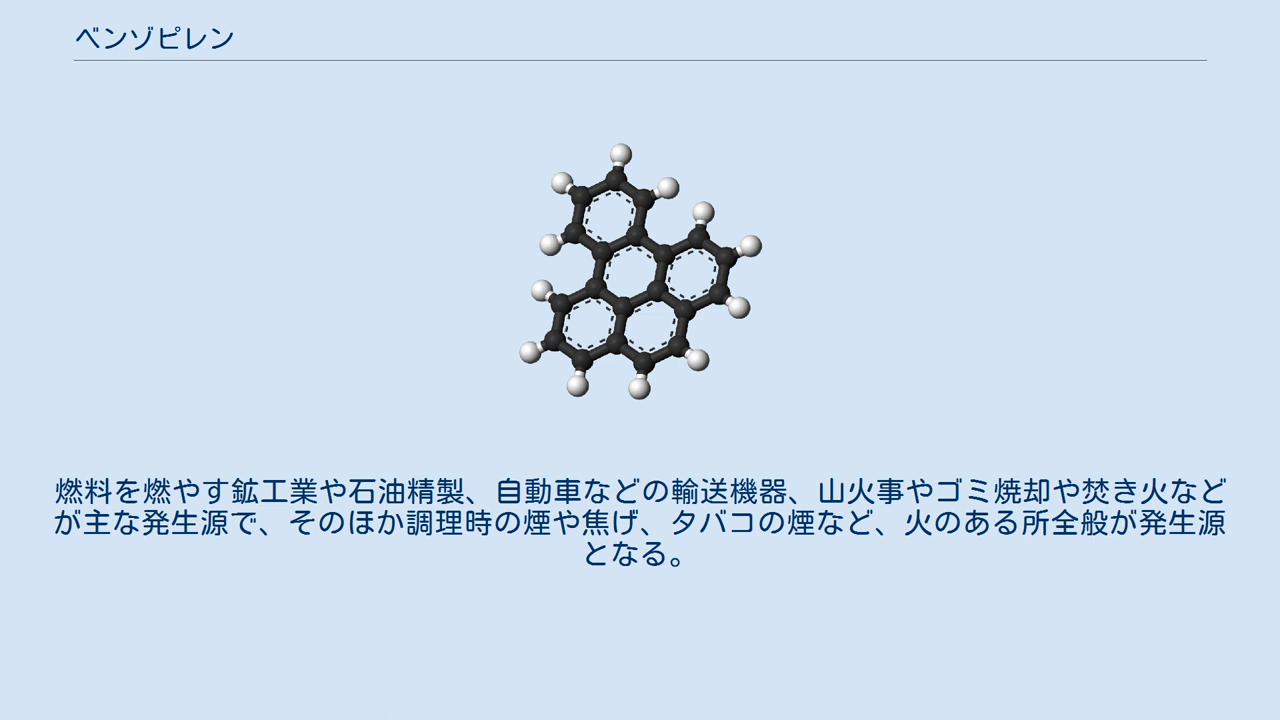 ベンゾピレン
燃料を燃やす鉱工業や石油精製、自動車などの輸送機器、山火事やゴミ焼却や焚き火など
が主な発生源で、そのほか調理時の煙や焦げ、タバコの煙など、火のある所全般が発生源
となる。